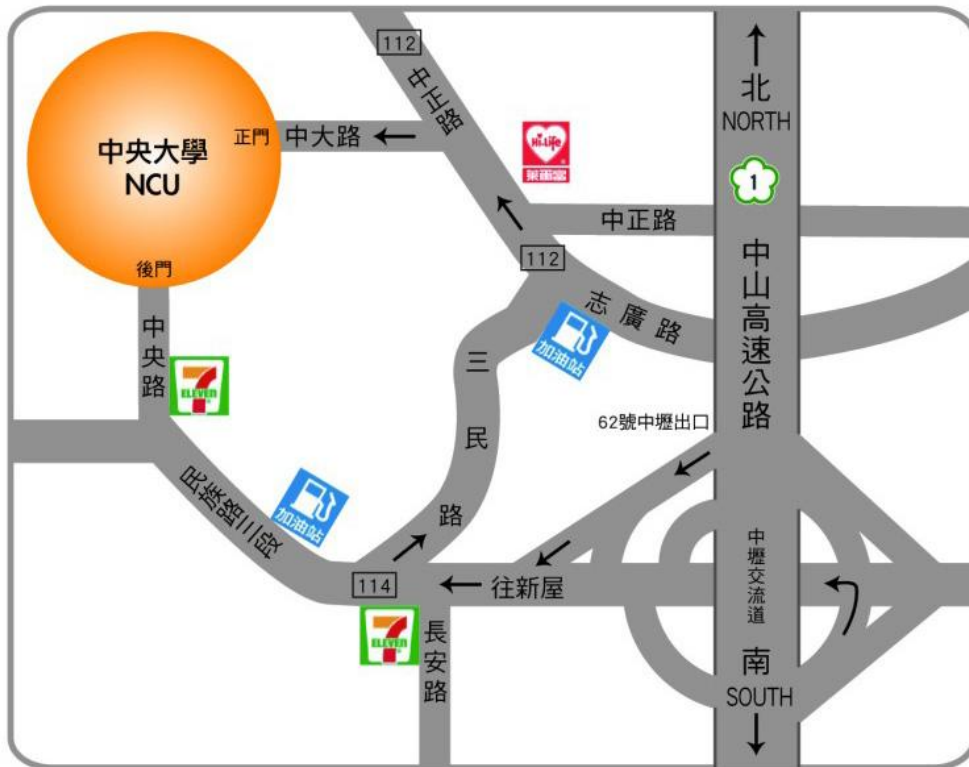 112
中正路
北
NORTH
正門
中大路
中央大學
NCU
Hi-Life
萊爾富
1
中正路
後門
112
中山高速公路
志廣路
加油站
中央路
三民路
7
ELEVEN
62號中壢出口
民族路三段
加油站
中壢交流道
114
往新屋
7
ELEVEN
長安路
南
SOUTH